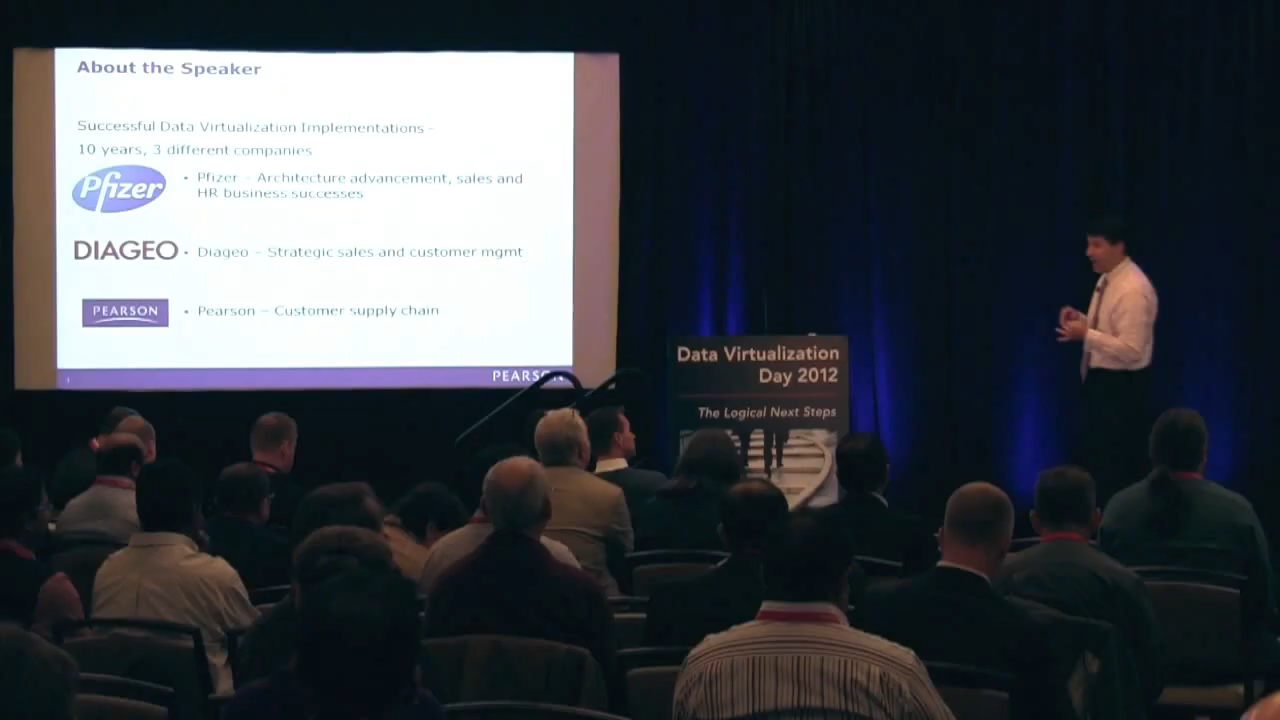 About the Speaker
Successful Data Virtualization Implementations -
10 years, 3 different companies
Pfizer
• Pfizer – Architecture advancement, sales and
HR business successes
DIAGEO
• Diageo – Strategic sales and customer mgmt
PEARSON
• Pearson – Customer supply chain
PEARSON
Data Virtualization
Day 2012
The Logical Next Steps